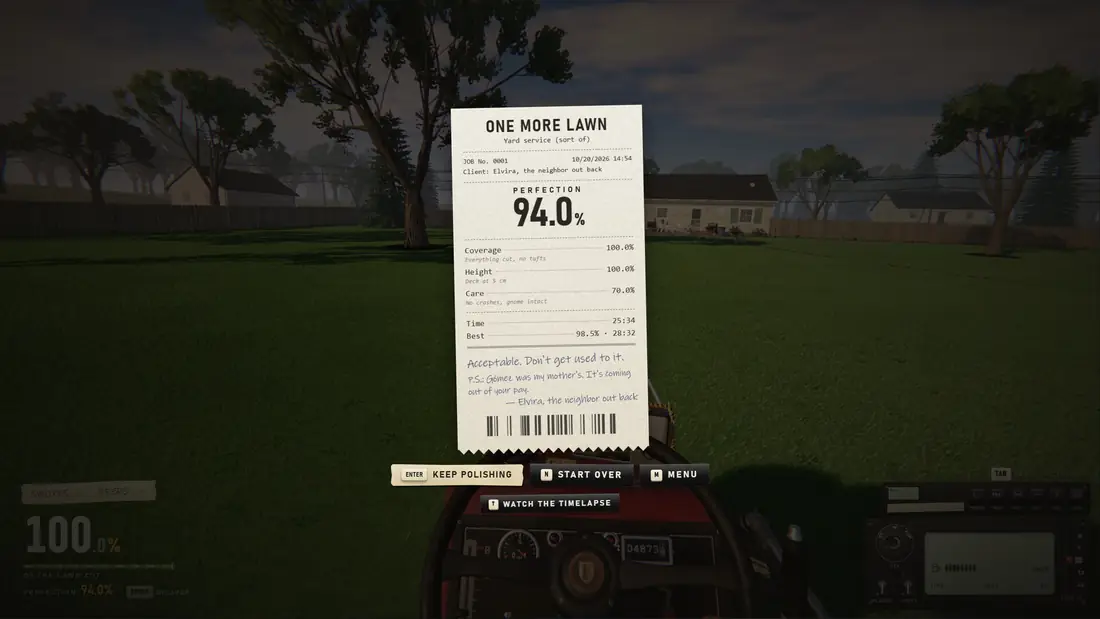 ONE MORE LAWN
Yard service (sort of)
JOB No. 0001 10/20/2026 14:54
Client: Elvira, the neighbor out back
PERFECTION
94.0%
Coverage 100.0%
Everything cut, no tufts
Height 100.0%
Deck at 5 cm
Care 70.0%
No crashes, gnome intact
Time 25:34
Best 98.5% · 28:32
Acceptable. Don't get used to it.
P.S.: Gómez was my mother's. It's coming
out of your pay.
— Elvira, the neighbor out back
ENTER KEEP POLISHING N START OVER M MENU
T WATCH THE TIMELAPSE
TAB
100.0%
94.0%